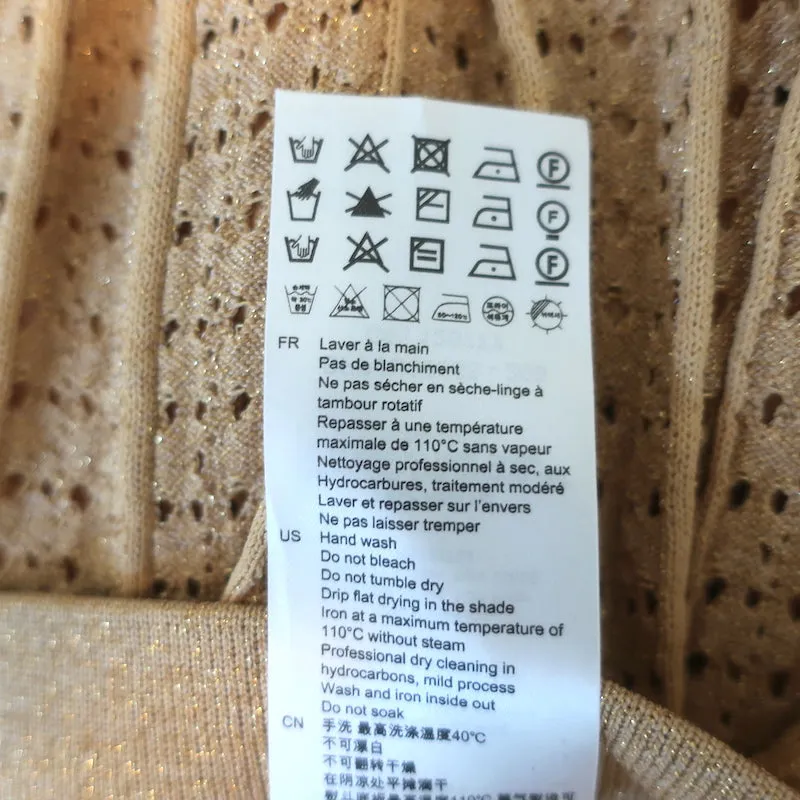 F
F
F
80~120℃
FR Laver à la main
Pas de blanchiment
Ne pas sécher en sèche-linge à
tambour rotatif
Repasser à une température
maximale de 110°C sans vapeur
Nettoyage professionnel à sec, aux
Hydrocarbures, traitement modéré
Laver et repasser sur l'envers
Ne pas laisser tremper
US Hand wash
Do not bleach
Do not tumble dry
Drip flat drying in the shade
Iron at a maximum temperature of
110°C without steam
Professional dry cleaning in
hydrocarbons, mild process
Wash and iron inside out
Do not soak
CN 手洗 最高洗涤温度40℃
不可漂白
不可翻转干燥
在阴凉处平摊滴干